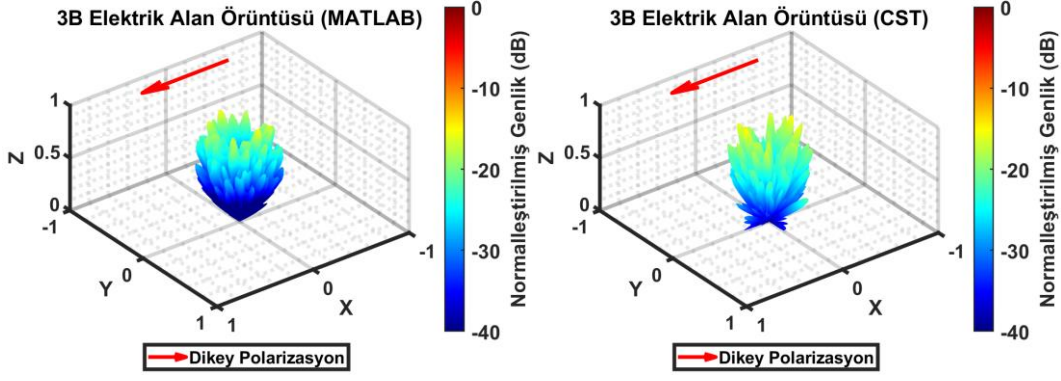 3B Elektrik Alan Örüntüsü (MATLAB)
1
0.5
0
-1
0
1
1
0
-1
Z
Y
X
0
-10
-20
-30
-40
Normalleştirilmiş Genlik (dB)
Dikey Polarizasyon
3B Elektrik Alan Örüntüsü (CST)
1
0.5
0
-1
0
1
1
0
-1
Z
Y
X
0
-10
-20
-30
-40
Normalleştirilmiş Genlik (dB)
Dikey Polarizasyon